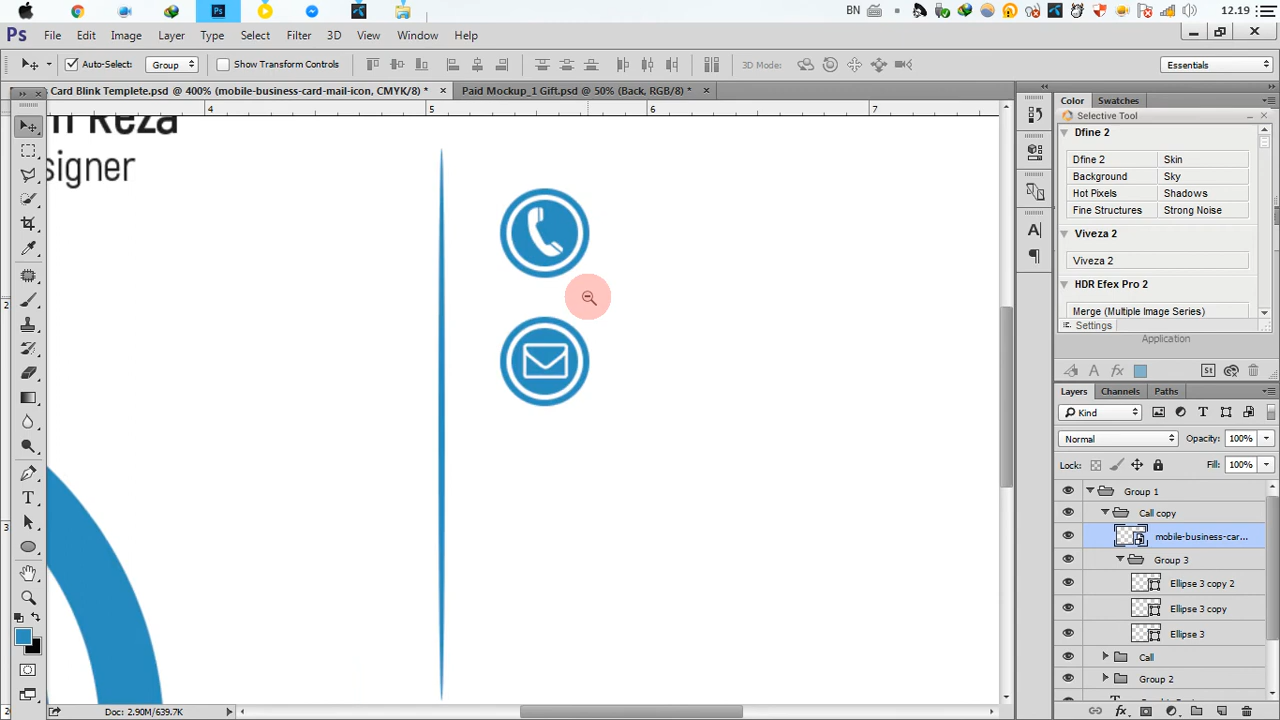 BN
12.19
Ps
File Edit Image Layer Type Select Filter 3D View Window Help
Auto-Select: Group Show Transform Controls 3D Mode: Essentials
Card Blink Templete.psd @ 400% (mobile-business-card-mail-icon, CMYK/8) * × Paid Mockup_1 Gift.psd @ 50% (Back, RGB/8) * ×
4 5 6 7
Reza
signer
2
3
Color Swatches
Selective Tool
Dfine 2
Dfine 2 Skin
Background Sky
Hot Pixels Shadows
Fine Structures Strong Noise
Viveza 2
Viveza 2
HDR Efex Pro 2
Merge (Multiple Image Series)
Settings
Application
Layers Channels Paths
Kind
Normal Opacity: 100%
Lock: Fill: 100%
Group 1
Call copy
mobile-business-car...
Group 3
Ellipse 3 copy 2
Ellipse 3 copy
Ellipse 3
Call
Group 2
Doc: 2.90M/639.7K